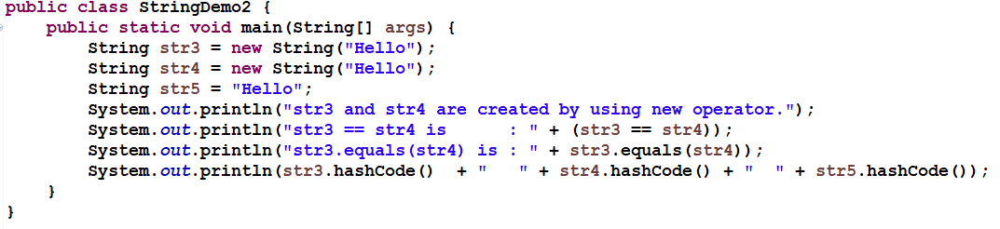 public class StringDemo2 {
    public static void main(String[] args) {
        String str3 = new String("Hello");
        String str4 = new String("Hello");
        String str5 = "Hello";
        System.out.println("str3 and str4 are created by using new operator.");
        System.out.println("str3 == str4 is      : " + (str3 == str4));
        System.out.println("str3.equals(str4) is : " + str3.equals(str4));
        System.out.println(str3.hashCode()  + "   " + str4.hashCode() + "  " + str5.hashCode());
    }
}